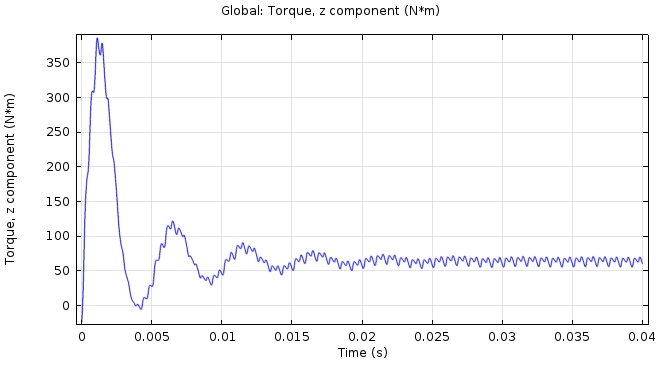 Global: Torque, z component (N*m)
Torque, z component (N*m)
350
300
250
200
150
100
50
0
0 0.005 0.01 0.015 0.02 0.025 0.03 0.035 0.04
Time (s)